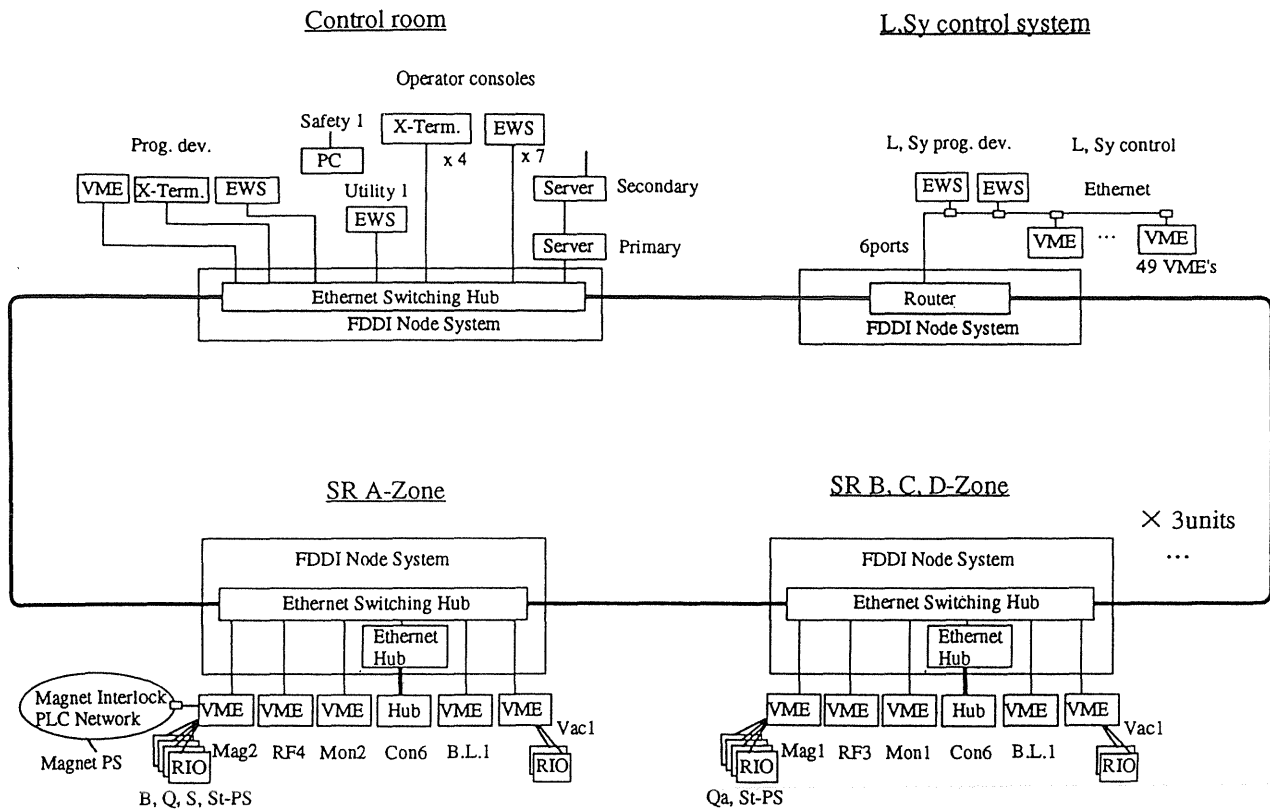 Control room
L.Sy control system
Operator consoles
Safety 1
X-Term.
EWS
Prog. dev.
PC
x 4
x 7
L, Sy prog. dev.
L, Sy control
VME
X-Term.
EWS
Utility 1
Server
Secondary
EWS
EWS
Ethernet
EWS
Server
Primary
6ports
VME
...
VME
49 VME's
Ethernet Switching Hub
Router
FDDI Node System
FDDI Node System
SR A-Zone
SR B, C, D-Zone
× 3units
...
FDDI Node System
FDDI Node System
Ethernet Switching Hub
Ethernet Switching Hub
Ethernet
Hub
Ethernet
Hub
Magnet Interlock
PLC Network
VME
VME
VME
Hub
VME
VME
VME
VME
VME
Hub
VME
VME
Magnet PS
RIO
Mag2
RF4
Mon2
Con6
B.L.1
Vac1
RIO
RIO
Mag1
RF3
Mon1
Con6
B.L.1
Vac1
RIO
B, Q, S, St-PS
Qa, St-PS